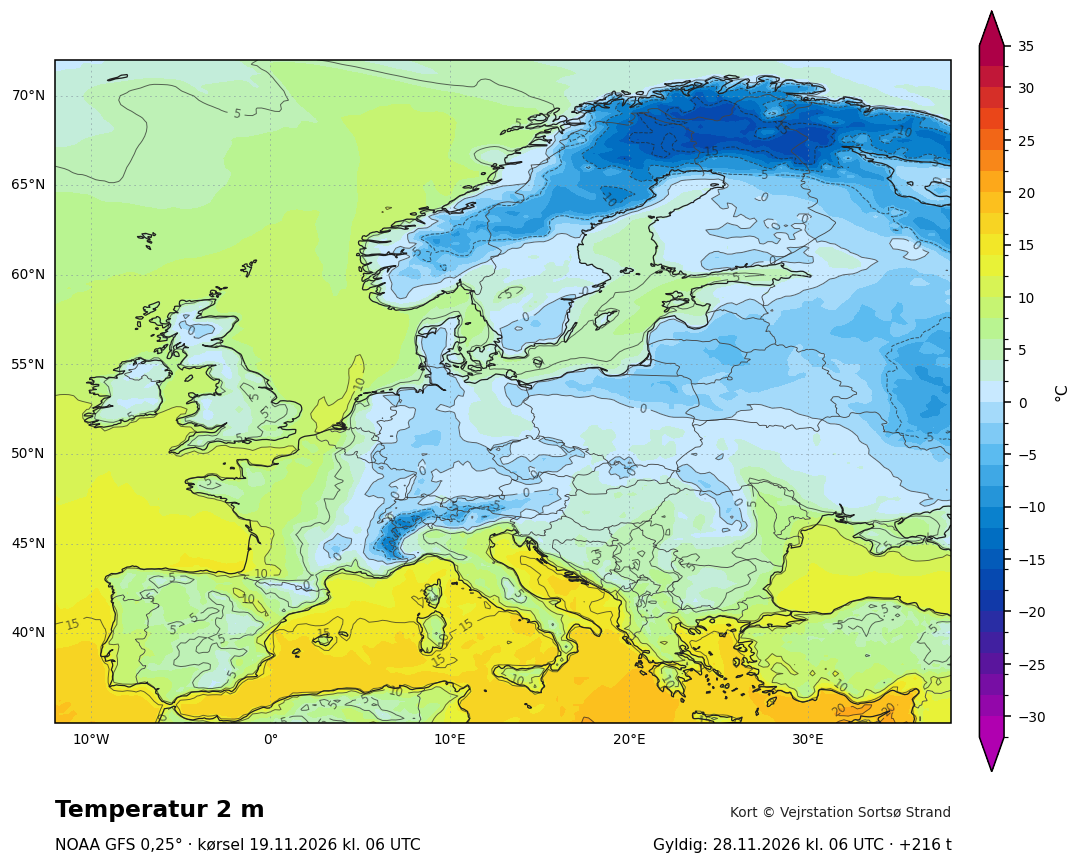 70°N
65°N
60°N
55°N
50°N
45°N
40°N
10°W 0° 10°E 20°E 30°E
35
30
25
20
15
10
5
0
−5
−10
−15
−20
−25
−30
°C
Temperatur 2 m
Kort © Vejrstation Sortsø Strand
NOAA GFS 0,25° · kørsel 19.11.2026 kl. 06 UTC
Gyldig: 28.11.2026 kl. 06 UTC · +216 t